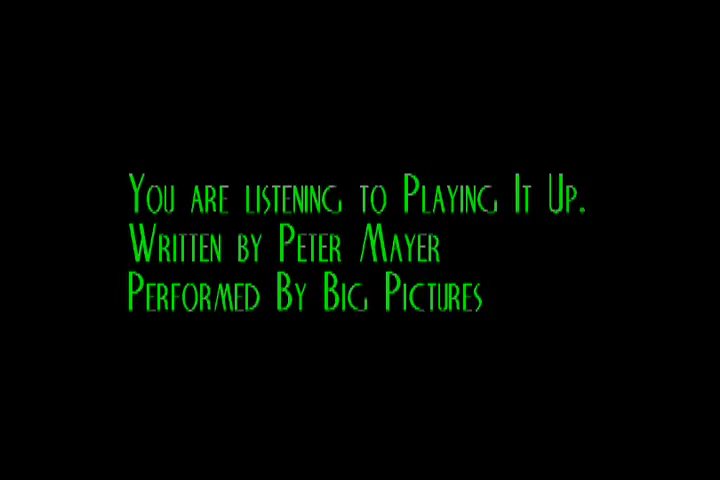 You are listening to Playing It Up.
Written by Peter Mayer
Performed By Big Pictures